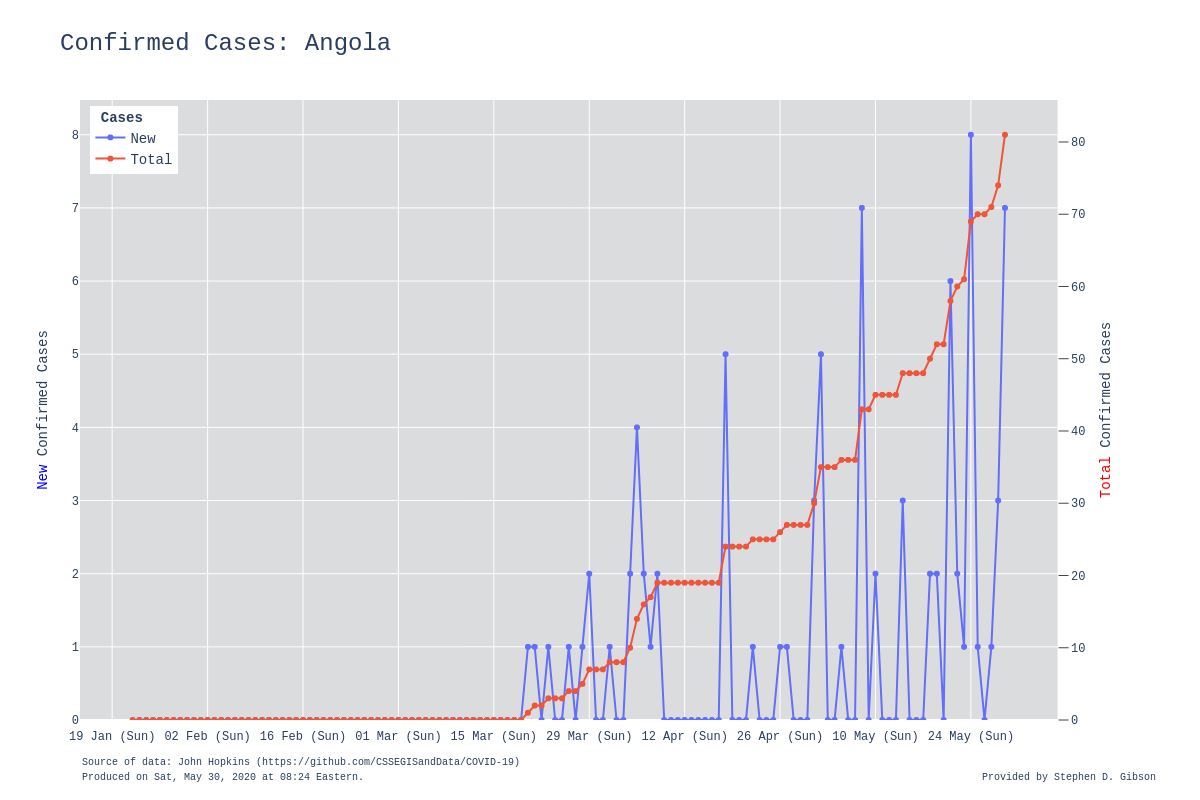 Confirmed Cases: Angola
Cases
New
Total
8
7
6
5
4
3
2
1
0
80
70
60
50
40
30
20
10
0
New Confirmed Cases
Total Confirmed Cases
19 Jan (Sun) 02 Feb (Sun) 16 Feb (Sun) 01 Mar (Sun) 15 Mar (Sun) 29 Mar (Sun) 12 Apr (Sun) 26 Apr (Sun) 10 May (Sun) 24 May (Sun)
Source of data: John Hopkins (https://github.com/CSSEGISandData/COVID-19)
Produced on Sat, May 30, 2020 at 08:24 Eastern.
Provided by Stephen D. Gibson